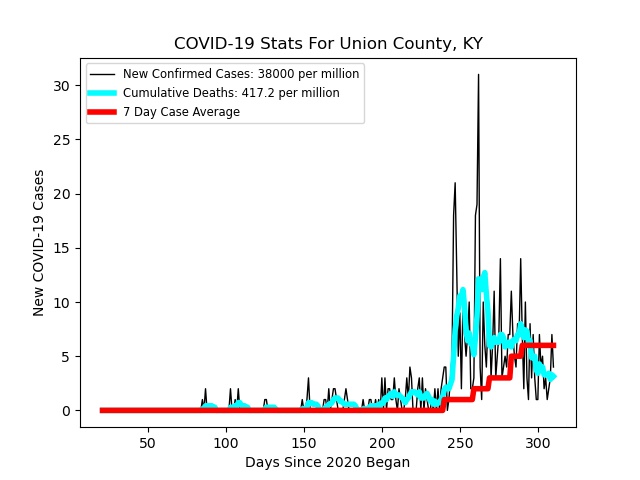 COVID-19 Stats For Union County, KY
New Confirmed Cases: 38000 per million
Cumulative Deaths: 417.2 per million
7 Day Case Average
New COVID-19 Cases
30
25
20
15
10
5
0
50
100
150
200
250
300
Days Since 2020 Began